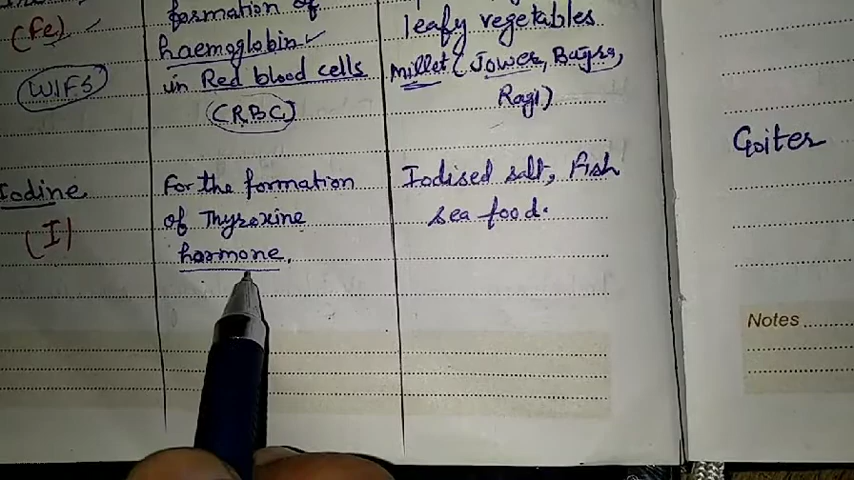 (Fe)
WIFS
formation of
haemoglobin
in Red blood cells
(RBC)
leafy vegetables
Millet (Jower, Bajra,
Ragi)
Iodine
(I)
For the formation
of Thyroxine
hormone.
Iodised salt, Fish
sea food.
Goiter
Notes